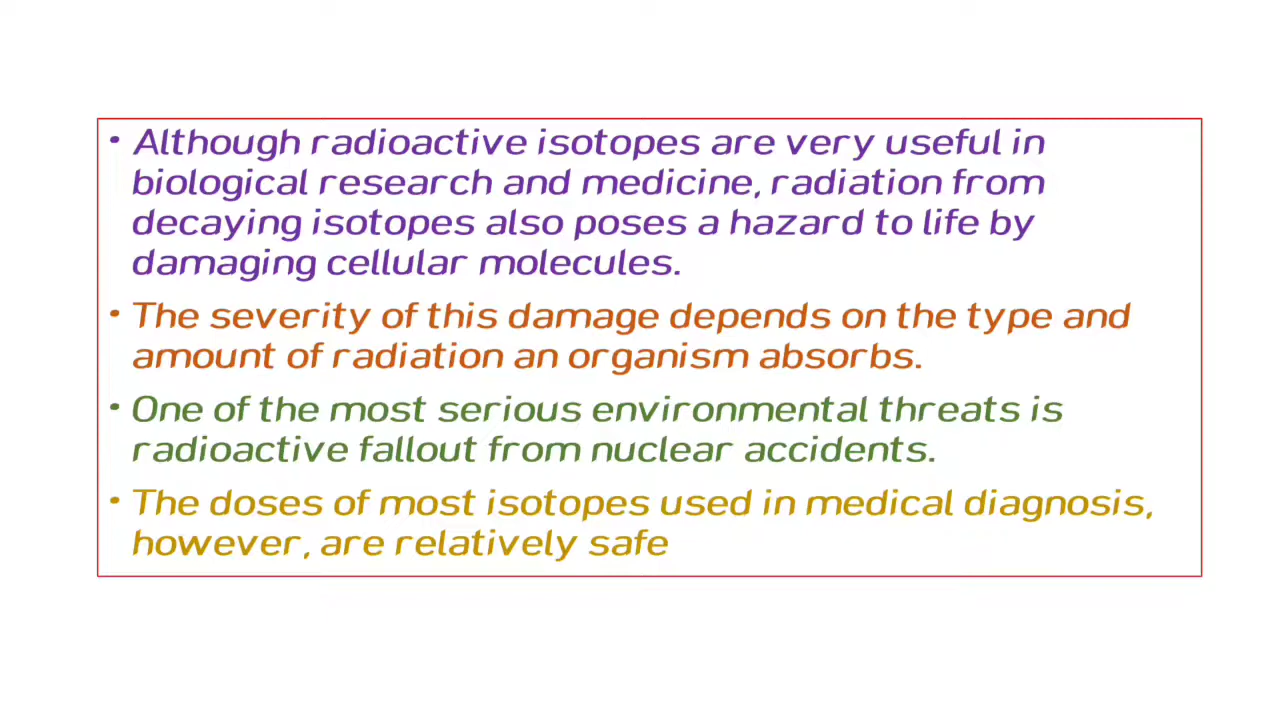 • Although radioactive isotopes are very useful in
biological research and medicine, radiation from
decaying isotopes also poses a hazard to life by
damaging cellular molecules.
• The severity of this damage depends on the type and
amount of radiation an organism absorbs.
• One of the most serious environmental threats is
radioactive fallout from nuclear accidents.
• The doses of most isotopes used in medical diagnosis,
however, are relatively safe